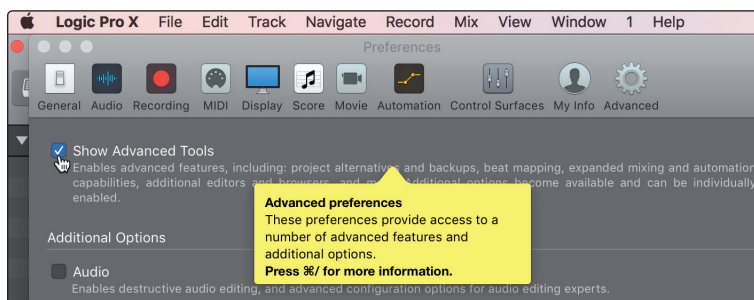 Logic Pro X File Edit Track Navigate Record Mix View Window 1 Help
Preferences
General Audio Recording MIDI Display Score Movie Automation Control Surfaces My Info Advanced
Show Advanced Tools
Enables advanced features, including: project alternatives and backups, beat mapping, expanded mixing and automation
capabilities, additional editors and browsers, and Additional options become available and can be individually
enabled.
Advanced preferences
These preferences provide access to a
number of advanced features and
additional options.
Press ⌘/ for more information.
Additional Options
Audio
Enables destructive audio editing, and advanced configuration options for audio editing experts.